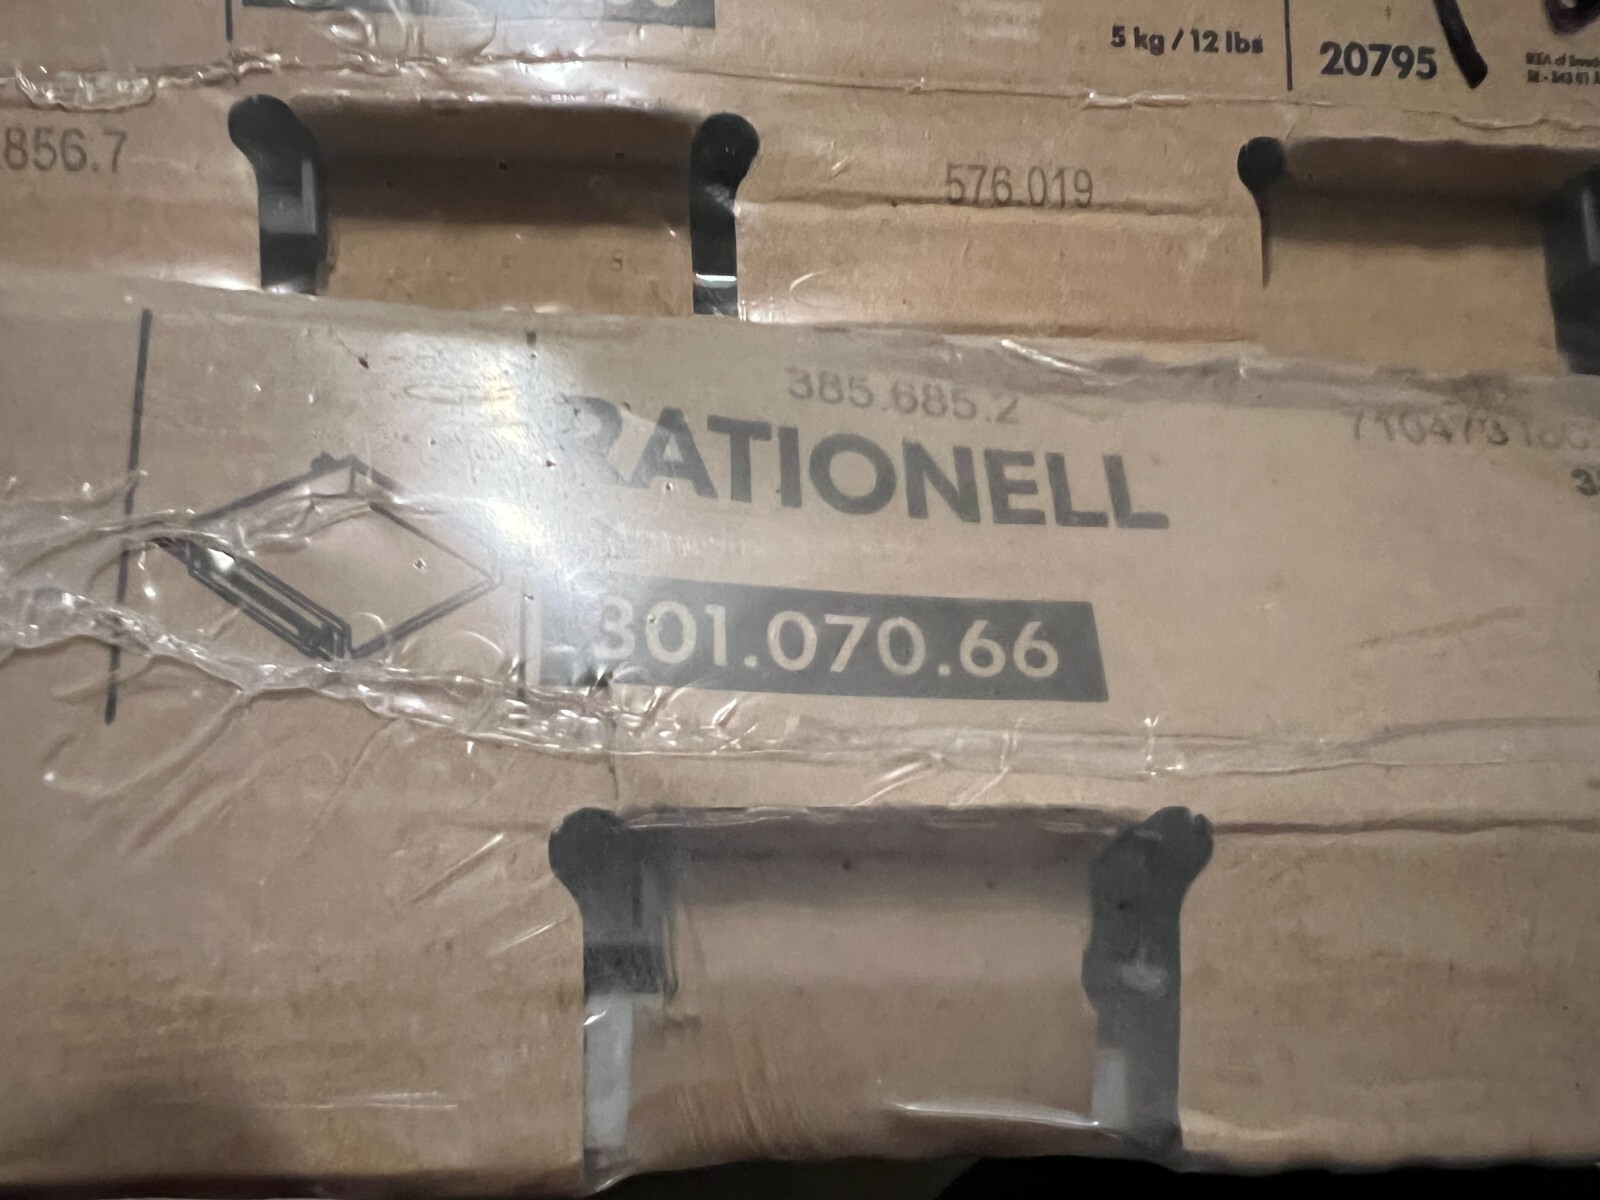 5 kg / 12 lbs
20795
.856.7
576.019
385.685.2
RATIONELL
301.070.66